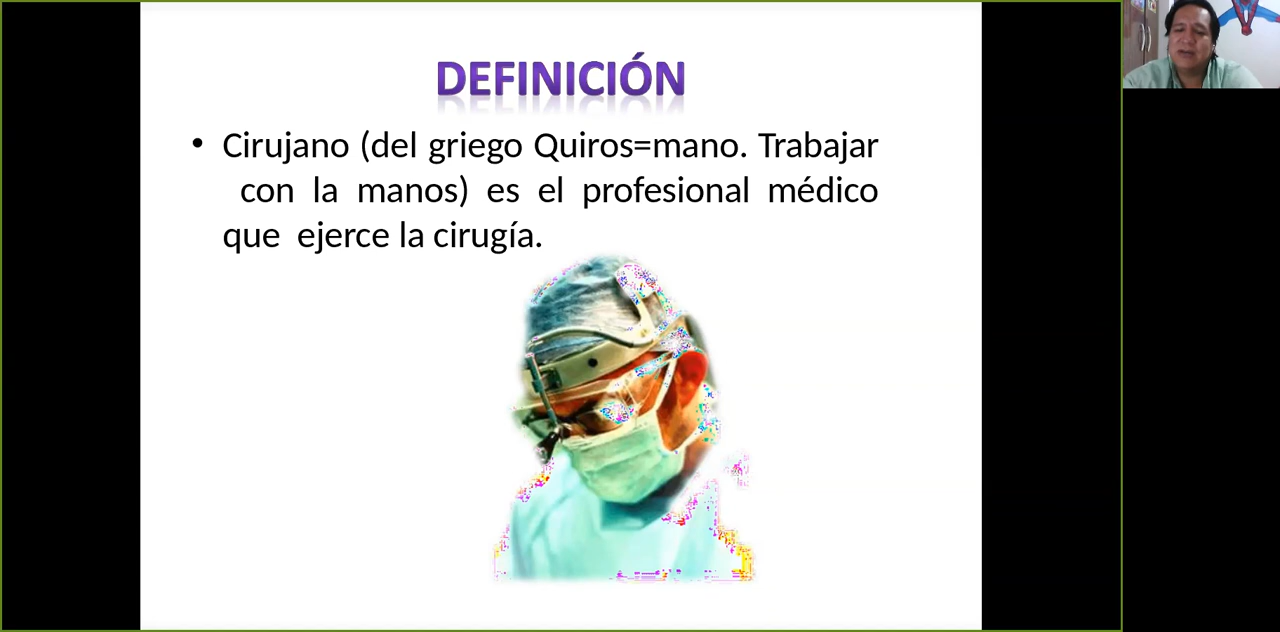 DEFINICIÓN
• Cirujano (del griego Quiros=mano. Trabajar
con la manos) es el profesional médico
que ejerce la cirugía.